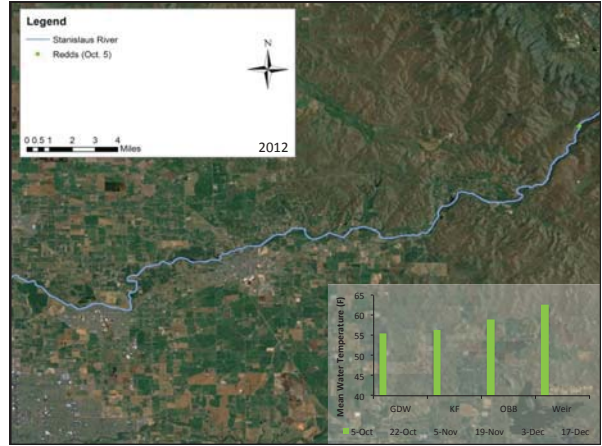 Legend
Stanislaus River
Redds (Oct. 5)
N
0 0.5 1 2 3 4
Miles
2012
Mean Water Temperature (F)
65
60
55
50
45
40
GDW KF OBB Weir
5-Oct 22-Oct 5-Nov 19-Nov 3-Dec 17-Dec